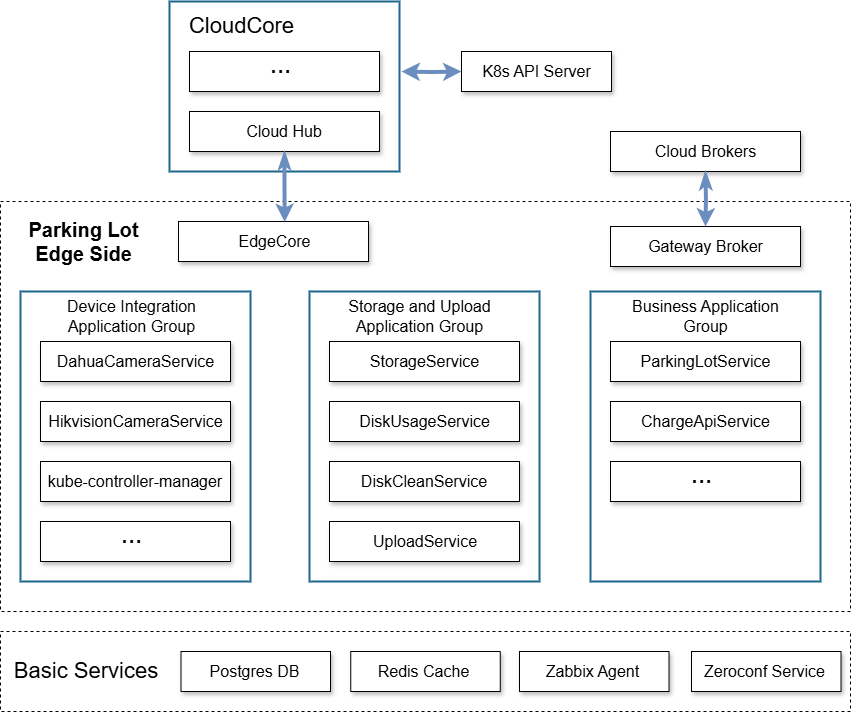 CloudCore
...
K8s API Server
Cloud Hub
Cloud Brokers
Parking Lot
Edge Side
EdgeCore
Gateway Broker
Device Integration
Application Group
DahuaCameraService
HikvisionCameraService
kube-controller-manager
...
Storage and Upload
Application Group
StorageService
DiskUsageService
DiskCleanService
UploadService
Business Application
Group
ParkingLotService
ChargeApiService
...
Basic Services
Postgres DB
Redis Cache
Zabbix Agent
Zeroconf Service